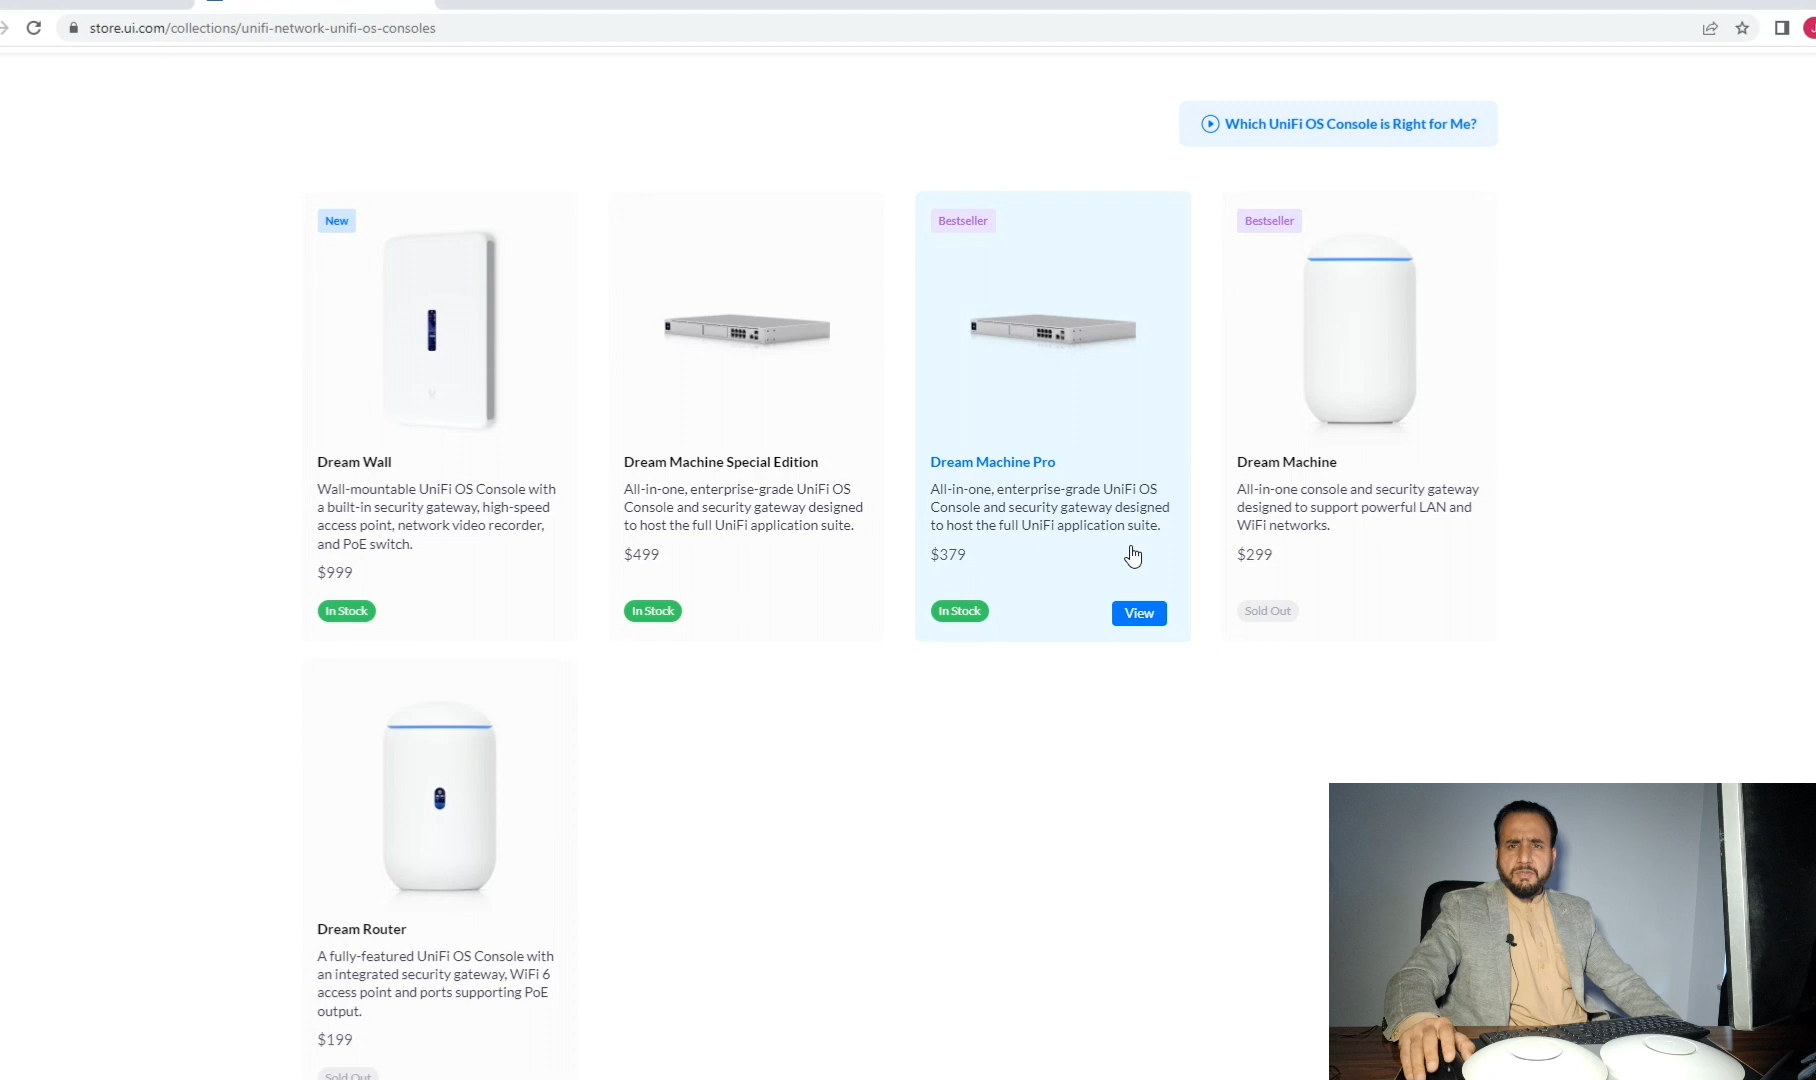 store.ui.com/collections/unifi-network-unifi-os-consoles
Which UniFi OS Console is Right for Me?
New
Dream Wall
Wall-mountable UniFi OS Console with
a built-in security gateway, high-speed
access point, network video recorder,
and PoE switch.
$999
In Stock
Dream Machine Special Edition
All-in-one, enterprise-grade UniFi OS
Console and security gateway designed
to host the full UniFi application suite.
$499
In Stock
Bestseller
Dream Machine Pro
All-in-one, enterprise-grade UniFi OS
Console and security gateway designed
to host the full UniFi application suite.
$379
In Stock
View
Bestseller
Dream Machine
All-in-one console and security gateway
designed to support powerful LAN and
WiFi networks.
$299
Sold Out
Dream Router
A fully-featured UniFi OS Console with
an integrated security gateway, WiFi 6
access point and ports supporting PoE
output.
$199
Sold Out